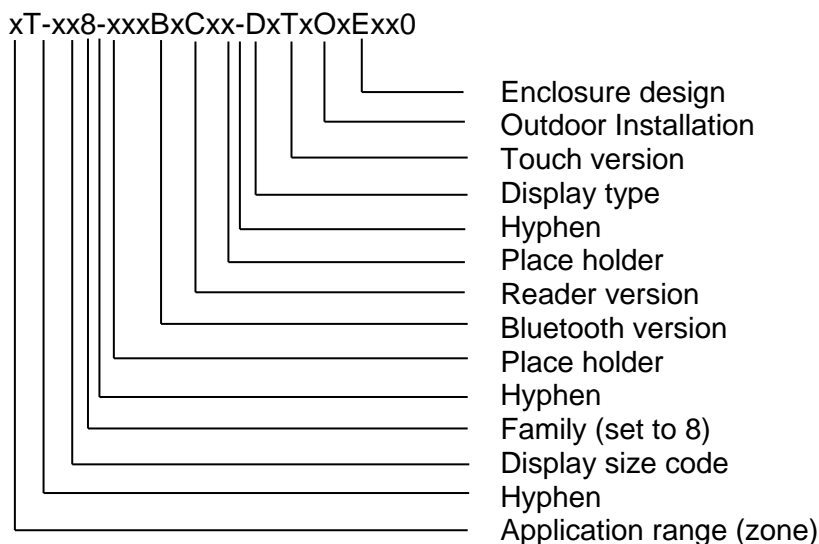 xT-xx8-xxxBxCxx-DxTxOxExx0
Enclosure design
Outdoor Installation
Touch version
Display type
Hyphen
Place holder
Reader version
Bluetooth version
Place holder
Hyphen
Family (set to 8)
Display size code
Hyphen
Application range (zone)